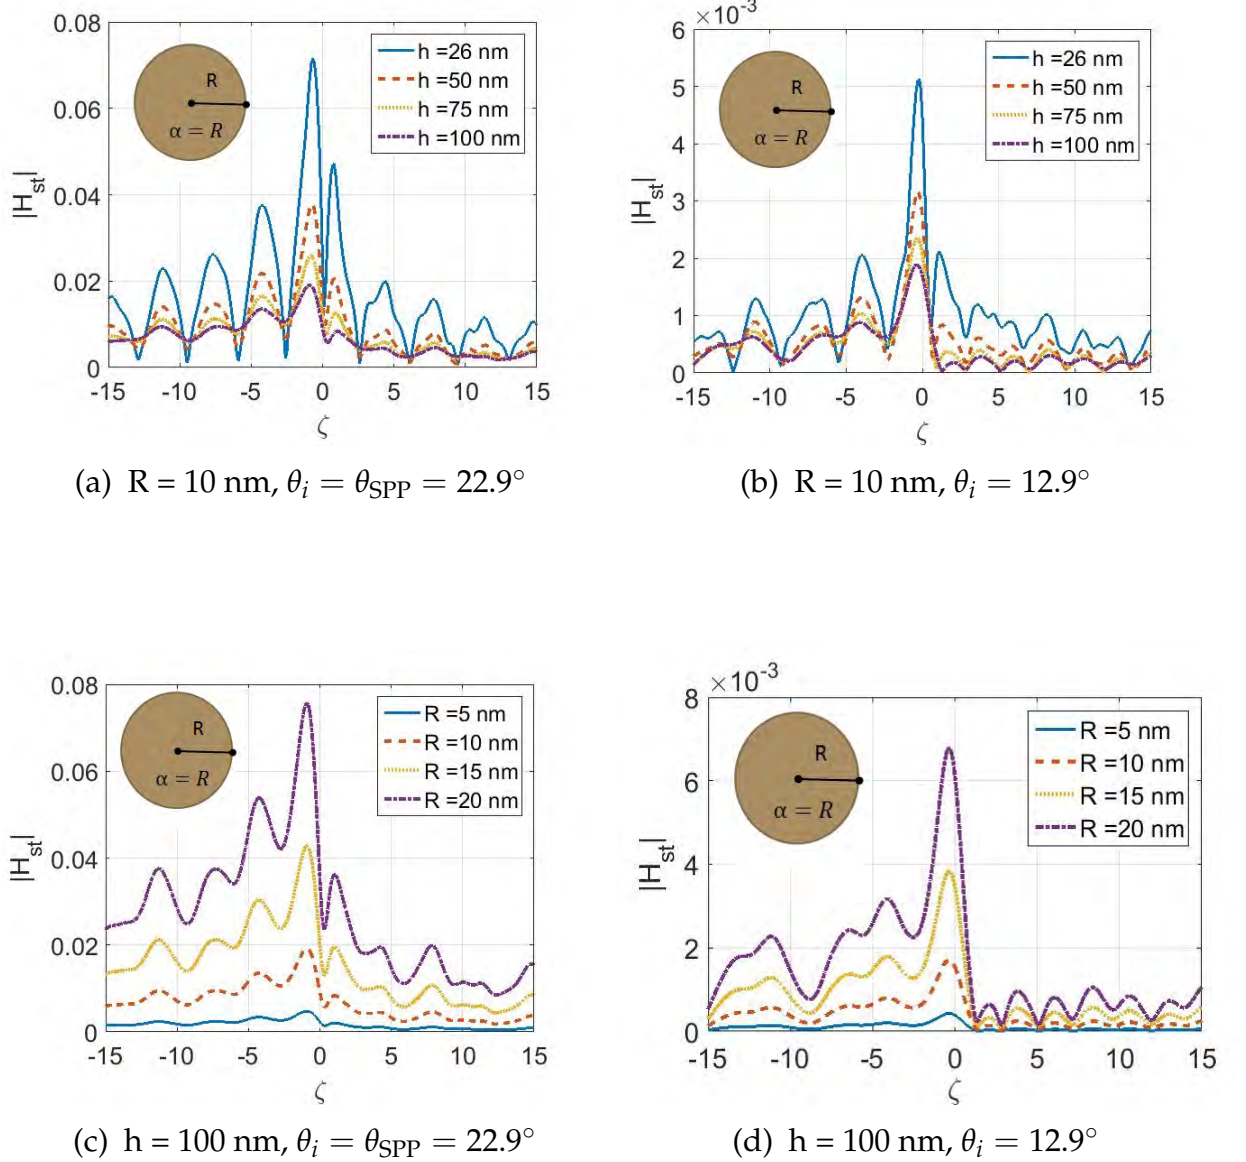 0.08
0.06
0.04
0.02
0
|H_st|
-15 -10 -5 0 5 10 15
ζ
R
α = R
h =26 nm
h =50 nm
h =75 nm
h =100 nm
(a) R = 10 nm, θ_i = θ_SPP = 22.9°
×10^-3
6
5
4
3
2
1
0
|H_st|
-15 -10 -5 0 5 10 15
ζ
R
α = R
h =26 nm
h =50 nm
h =75 nm
h =100 nm
(b) R = 10 nm, θ_i = 12.9°
0.08
0.06
0.04
0.02
0
|H_st|
-15 -10 -5 0 5 10 15
ζ
R
α = R
R =5 nm
R =10 nm
R =15 nm
R =20 nm
(c) h = 100 nm, θ_i = θ_SPP = 22.9°
×10^-3
8
6
4
2
0
|H_st|
-15 -10 -5 0 5 10 15
ζ
R
α = R
R =5 nm
R =10 nm
R =15 nm
R =20 nm
(d) h = 100 nm, θ_i = 12.9°